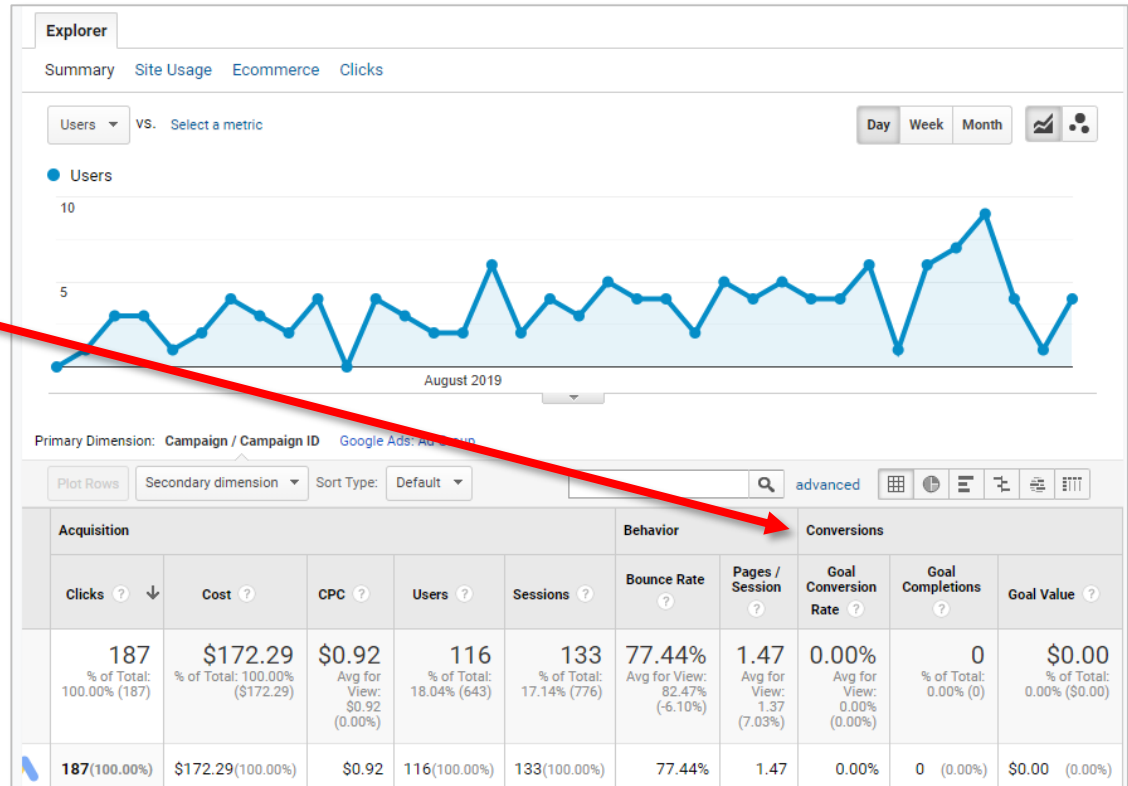 Explorer
Summary Site Usage Ecommerce Clicks
Users VS. Select a metric Day Week Month
Users
10
5
August 2019
Primary Dimension: Campaign / Campaign ID Google Ads: Ad Group
Plot Rows Secondary dimension Sort Type: Default advanced
Acquisition Behavior Conversions
Clicks ? Cost ? CPC ? Users ? Sessions ? Bounce Rate ? Pages / Session ? Goal Conversion Rate ? Goal Completions ? Goal Value ?
187 $172.29 $0.92 116 133 77.44% 1.47 0.00% 0 $0.00
% of Total: 100.00% (187) % of Total: 100.00% ($172.29) Avg for View: $0.92 (0.00%) % of Total: 18.04% (643) % of Total: 17.14% (776) Avg for View: 82.47% (-6.10%) Avg for View: 1.37 (7.03%) Avg for View: 0.00% (0.00%) % of Total: 0.00% (0) % of Total: 0.00% ($0.00)
187(100.00%) $172.29(100.00%) $0.92 116(100.00%) 133(100.00%) 77.44% 1.47 0.00% 0 (0.00%) $0.00 (0.00%)